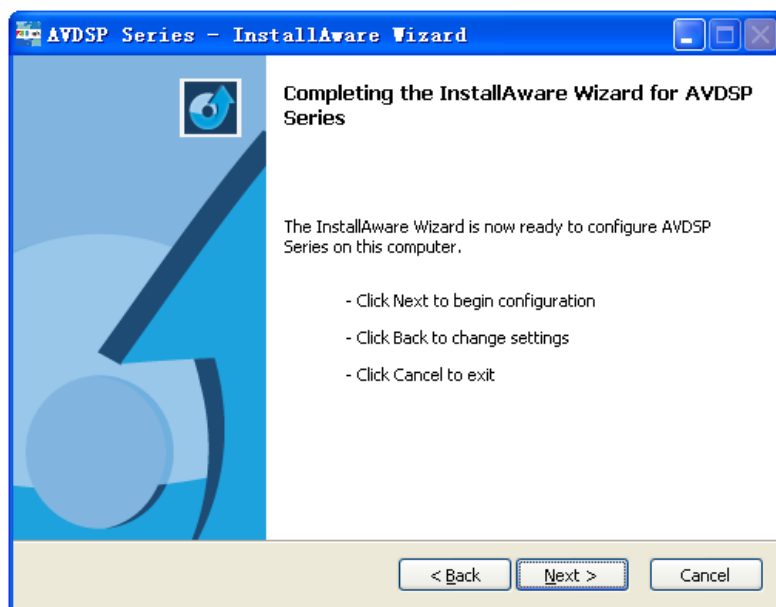 AVDSP Series - InstallAware Wizard
Completing the InstallAware Wizard for AVDSP
Series
The InstallAware Wizard is now ready to configure AVDSP
Series on this computer.
- Click Next to begin configuration
- Click Back to change settings
- Click Cancel to exit
< Back
Next >
Cancel